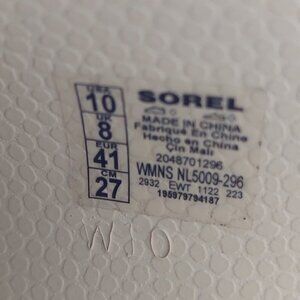 USA
10
UK
8
EUR
41
CM
27
SOREL
MADE IN CHINA
Fabriqué En Chine
Hecho en China
Çin Malı
2048701296
WMNS NL5009-296
2932 EWT 1122 223
195979794187
W10